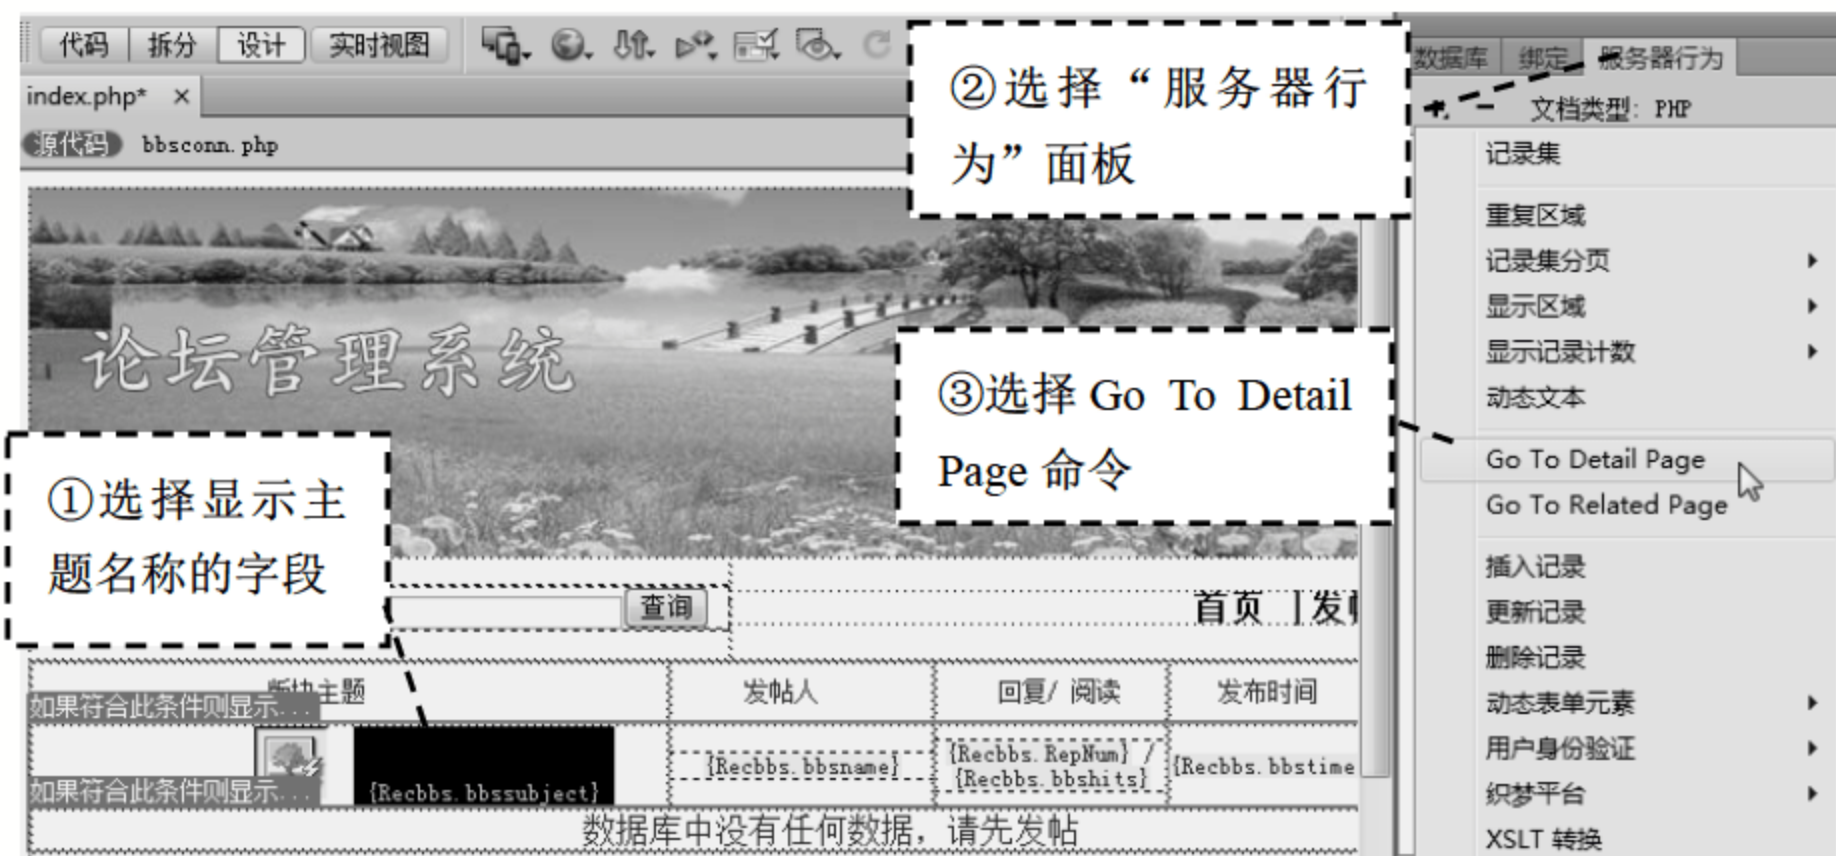 代码 拆分 设计 实时视图
index.php* ×
源代码 bbsconn.php
②选择“服务器行
为”面板
数据库 绑定 服务器行为
文档类型: PHP
记录集
重复区域
记录集分页
显示区域
显示记录计数
动态文本
Go To Detail Page
Go To Related Page
插入记录
更新记录
删除记录
动态表单元素
用户身份验证
织梦平台
XSLT 转换
论坛管理系统
③选择 Go To Detail
Page 命令
①选择显示主
题名称的字段
查询
首页 |发
主题 发帖人 回复/ 阅读 发布时间
如果符合此条件则显示...
{Recbbs.bbssubject} {Recbbs.bbsname} {Recbbs.RepNum} /
{Recbbs.bbshits} {Recbbs.bbstime
如果符合此条件则显示...
数据库中没有任何数据，请先发帖